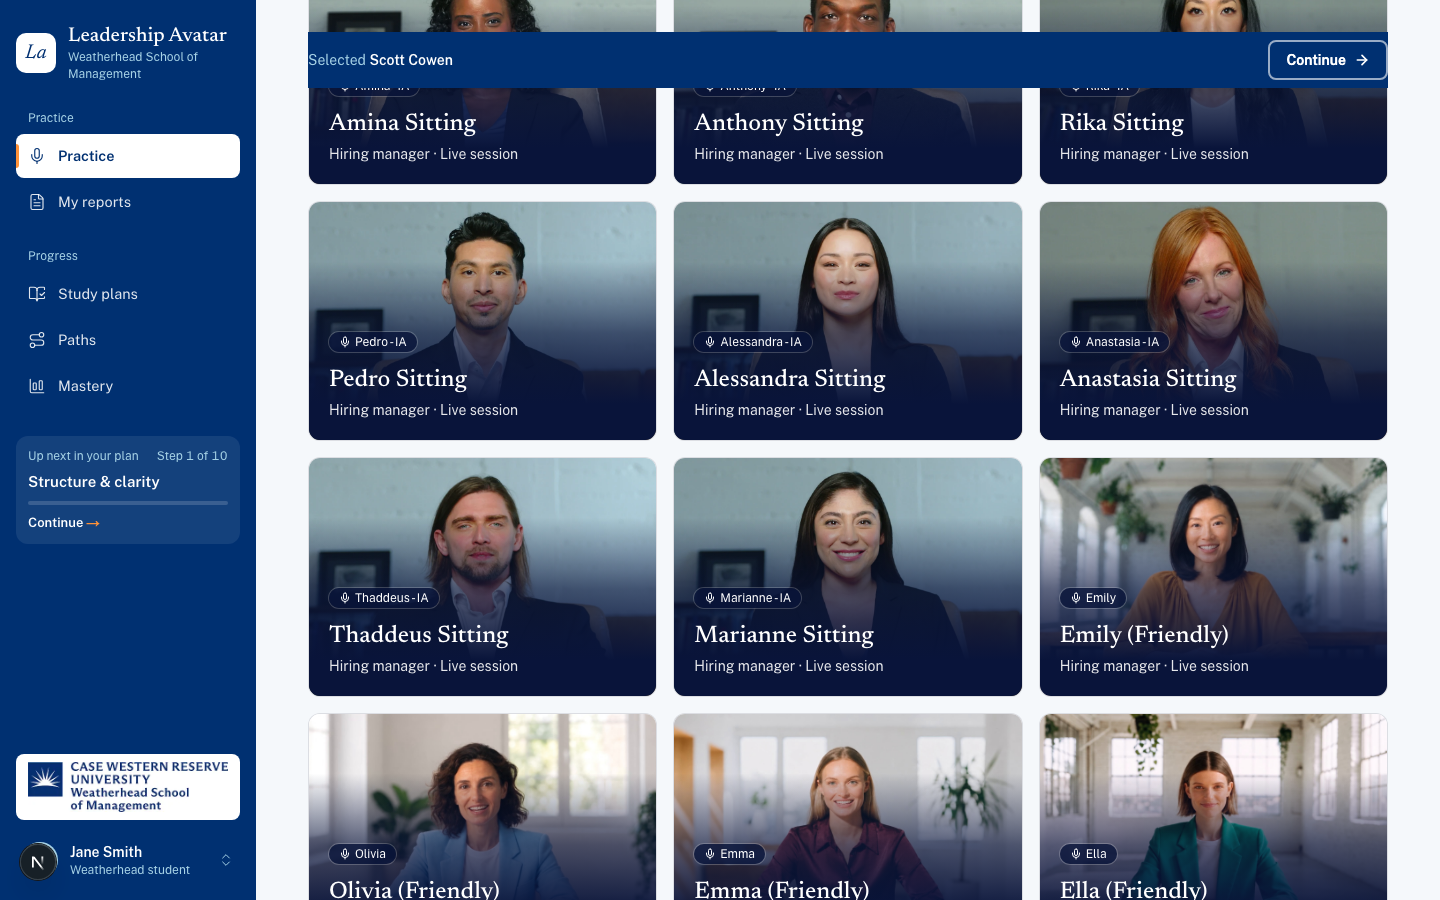 La
Leadership Avatar
Weatherhead School of
Management
Practice
Practice
My reports
Progress
Study plans
Paths
Mastery
Up next in your plan
Step 1 of 10
Structure & clarity
Continue →
CASE WESTERN RESERVE
UNIVERSITY
Weatherhead School
of Management
N
Jane Smith
Weatherhead student
Selected Scott Cowen
Continue →
Amina-IA
Anthony-IA
Rika-IA
Amina Sitting
Anthony Sitting
Rika Sitting
Hiring manager · Live session
Hiring manager · Live session
Hiring manager · Live session
Pedro-IA
Alessandra-IA
Anastasia-IA
Pedro Sitting
Alessandra Sitting
Anastasia Sitting
Hiring manager · Live session
Hiring manager · Live session
Hiring manager · Live session
Thaddeus-IA
Marianne-IA
Emily
Thaddeus Sitting
Marianne Sitting
Emily (Friendly)
Hiring manager · Live session
Hiring manager · Live session
Hiring manager · Live session
Olivia
Emma
Ella
Olivia (Friendly)
Emma (Friendly)
Ella (Friendly)